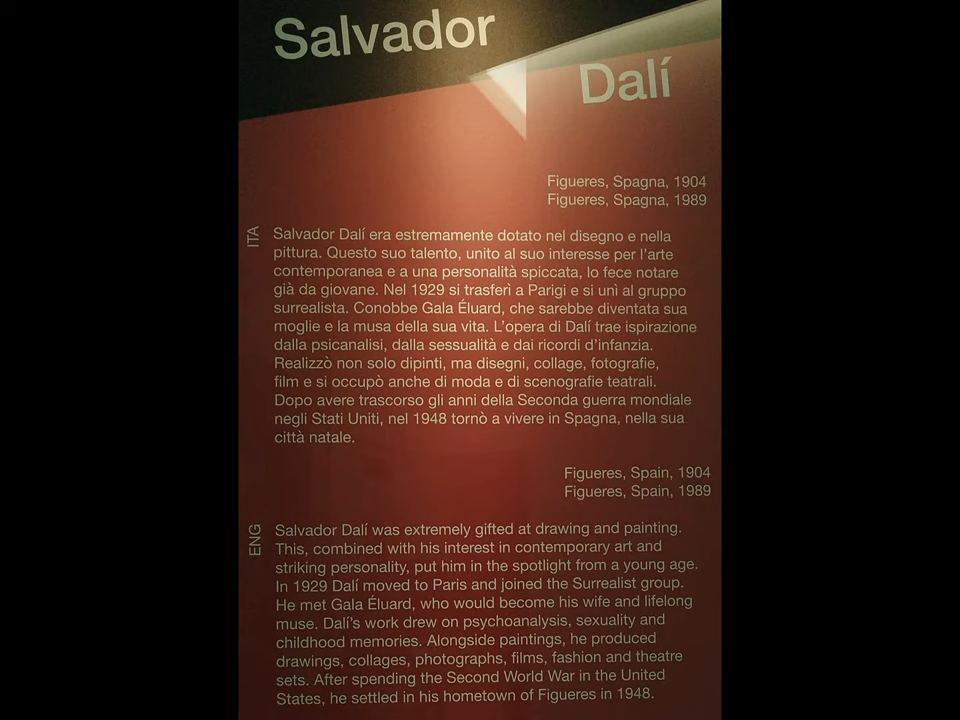 Salvador
Dalí
Figueres, Spagna, 1904
Figueres, Spagna, 1989
ITA
Salvador Dalí era estremamente dotato nel disegno e nella
pittura. Questo suo talento, unito al suo interesse per l'arte
contemporanea e a una personalità spiccata, lo fece notare
già da giovane. Nel 1929 si trasferì a Parigi e si unì al gruppo
surrealista. Conobbe Gala Éluard, che sarebbe diventata sua
moglie e la musa della sua vita. L'opera di Dalí trae ispirazione
dalla psicanalisi, dalla sessualità e dai ricordi d'infanzia.
Realizzò non solo dipinti, ma disegni, collage, fotografie,
film e si occupò anche di moda e di scenografie teatrali.
Dopo avere trascorso gli anni della Seconda guerra mondiale
negli Stati Uniti, nel 1948 tornò a vivere in Spagna, nella sua
città natale.
Figueres, Spain, 1904
Figueres, Spain, 1989
ENG
Salvador Dalí was extremely gifted at drawing and painting.
This, combined with his interest in contemporary art and
striking personality, put him in the spotlight from a young age.
In 1929 Dalí moved to Paris and joined the Surrealist group.
He met Gala Éluard, who would become his wife and lifelong
muse. Dalí's work drew on psychoanalysis, sexuality and
childhood memories. Alongside paintings, he produced
drawings, collages, photographs, films, fashion and theatre
sets. After spending the Second World War in the United
States, he settled in his hometown of Figueres in 1948.